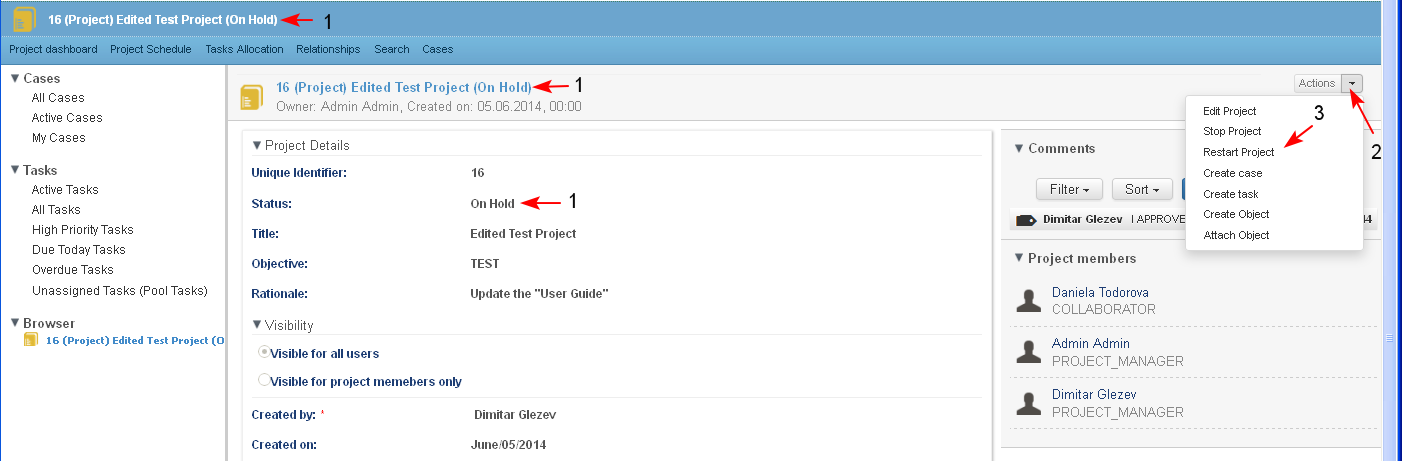 16 (Project) Edited Test Project (On Hold) 1
Project dashboard Project Schedule Tasks Allocation Relationships Search Cases
Cases
All Cases
Active Cases
My Cases
Tasks
Active Tasks
All Tasks
High Priority Tasks
Due Today Tasks
Overdue Tasks
Unassigned Tasks (Pool Tasks)
Browser
16 (Project) Edited Test Project (O
16 (Project) Edited Test Project (On Hold) 1
Owner: Admin Admin, Created on: 05.06.2014, 00:00
Project Details
Unique Identifier: 16
Status: On Hold 1
Title: Edited Test Project
Objective: TEST
Rationale: Update the "User Guide"
Visibility
Visible for all users
Visible for project memebers only
Created by: * Dimitar Glezev
Created on: June/05/2014
Actions
2
Edit Project
Stop Project
Restart Project 3
Create case
Create task
Create Object
Attach Object
Comments
Filter Sort
Dimitar Glezev I APPROVE 44
Project members
Daniela Todorova
COLLABORATOR
Admin Admin
PROJECT_MANAGER
Dimitar Glezev
PROJECT_MANAGER